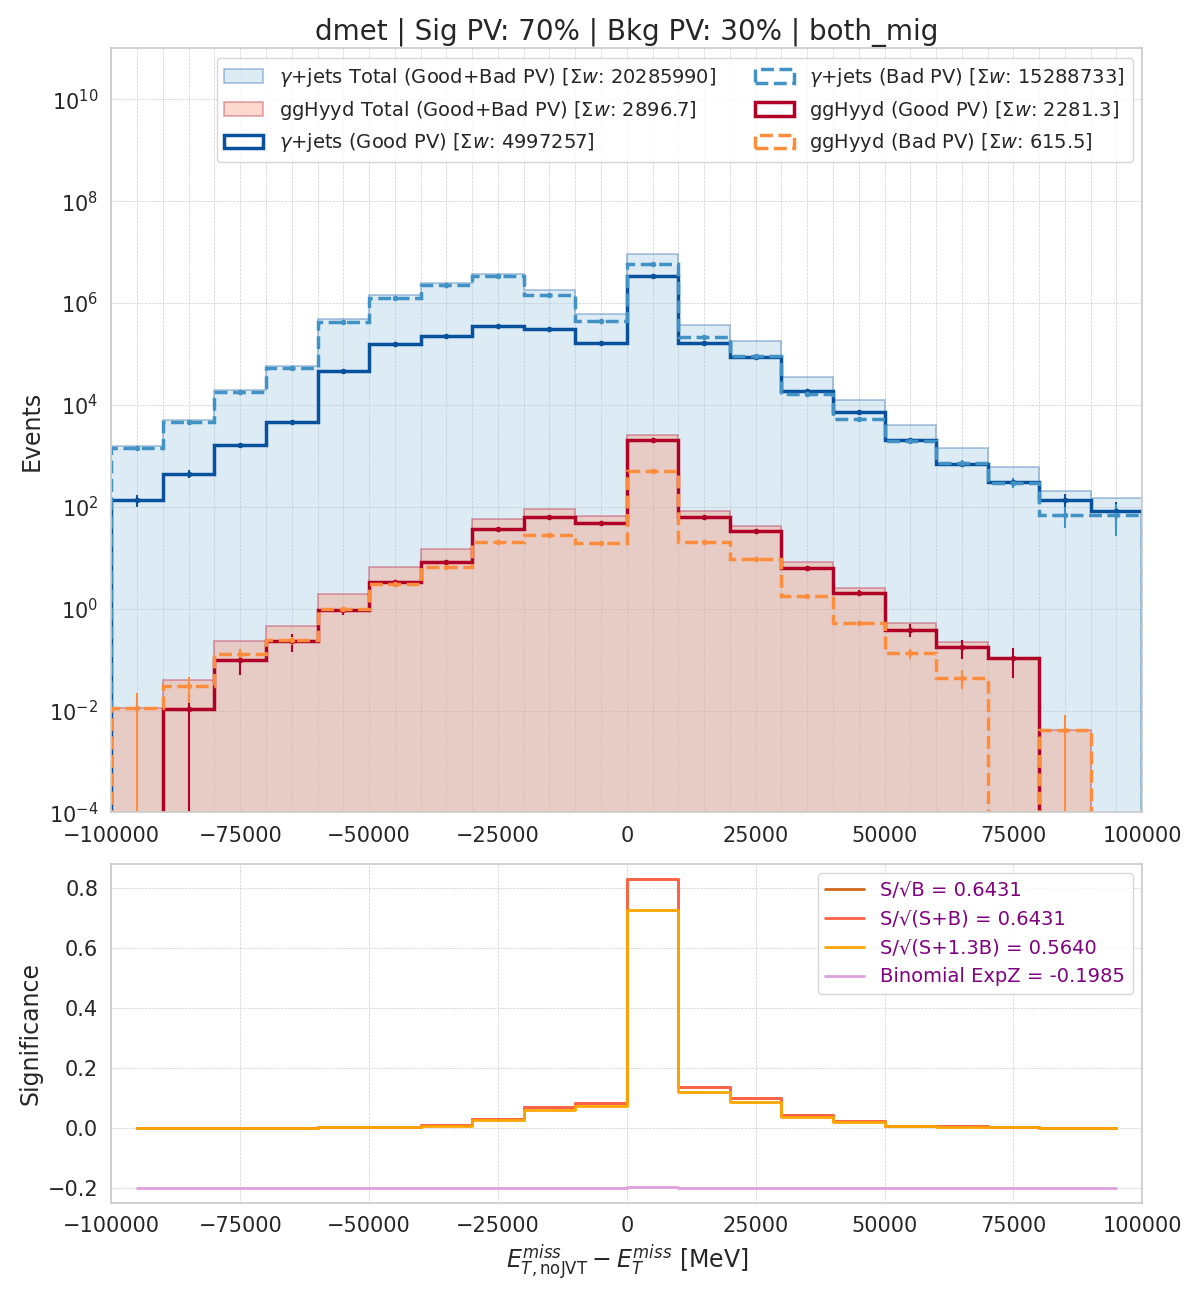 dmet | Sig PV: 70% | Bkg PV: 30% | both_mig
γ+jets Total (Good+Bad PV) [Σw: 20285990]
ggHyyd Total (Good+Bad PV) [Σw: 2896.7]
γ+jets (Good PV) [Σw: 4997257]
γ+jets (Bad PV) [Σw: 15288733]
ggHyyd (Good PV) [Σw: 2281.3]
ggHyyd (Bad PV) [Σw: 615.5]
Events
10^10
10^8
10^6
10^4
10^2
10^0
10^−2
10^−4
−100000 −75000 −50000 −25000 0 25000 50000 75000 100000
S/√B = 0.6431
S/√(S+B) = 0.6431
S/√(S+1.3B) = 0.5640
Binomial ExpZ = -0.1985
Significance
0.8
0.6
0.4
0.2
0.0
−0.2
−100000 −75000 −50000 −25000 0 25000 50000 75000 100000
E_{T,noJVT}^{miss} − E_T^{miss} [MeV]